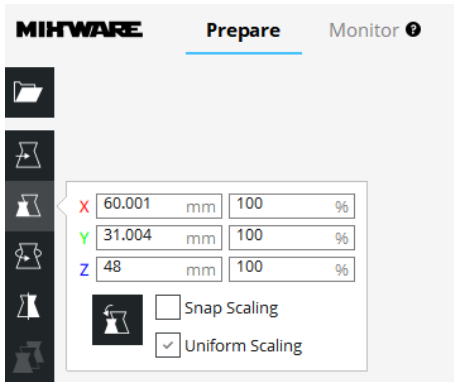 MIHWARE Prepare Monitor ?
X 60.001 mm 100 %
Y 31.004 mm 100 %
Z 48 mm 100 %
Snap Scaling
Uniform Scaling